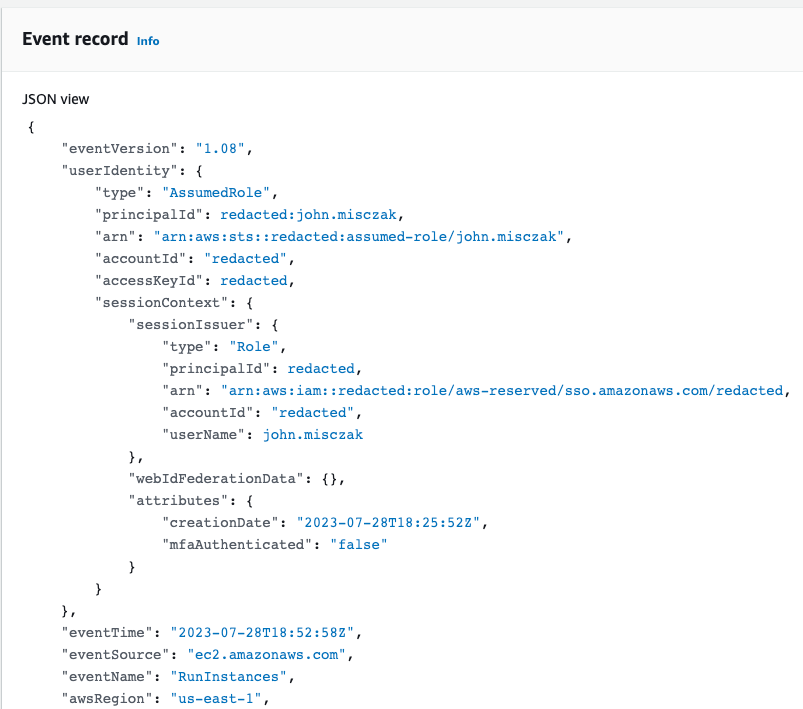 Event record Info
JSON view
{
"eventVersion": "1.08",
"userIdentity": {
"type": "AssumedRole",
"principalId": redacted:john.misczak,
"arn": "arn:aws:sts::redacted:assumed-role/john.misczak",
"accountId": "redacted",
"accessKeyId": redacted,
"sessionContext": {
"sessionIssuer": {
"type": "Role",
"principalId": redacted,
"arn": "arn:aws:iam::redacted:role/aws-reserved/sso.amazonaws.com/redacted,
"accountId": "redacted",
"userName": john.misczak
},
"webIdFederationData": {},
"attributes": {
"creationDate": "2023-07-28T18:25:52Z",
"mfaAuthenticated": "false"
}
}
},
"eventTime": "2023-07-28T18:52:58Z",
"eventSource": "ec2.amazonaws.com",
"eventName": "RunInstances",
"awsRegion": "us-east-1",